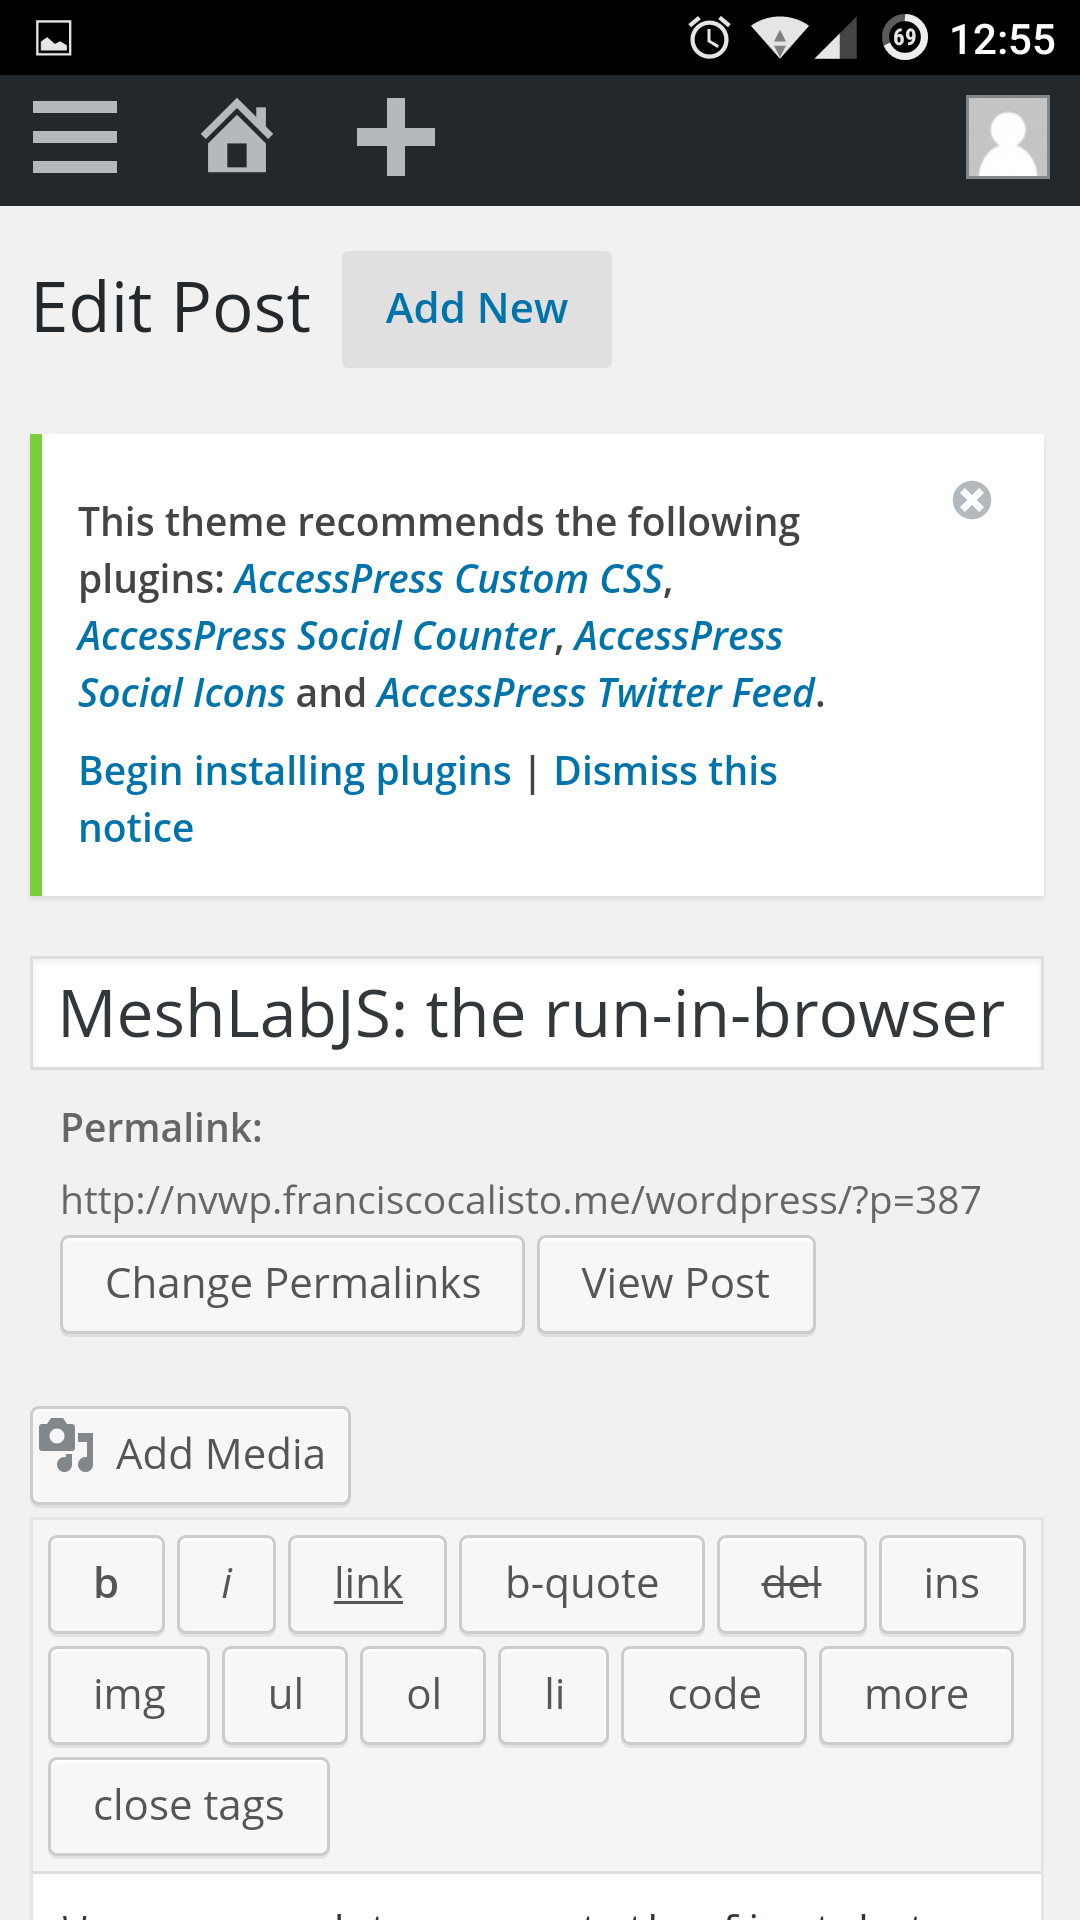 69 12:55
Edit Post Add New
This theme recommends the following
plugins: AccessPress Custom CSS,
AccessPress Social Counter, AccessPress
Social Icons and AccessPress Twitter Feed.
Begin installing plugins | Dismiss this
notice
MeshLabJS: the run-in-browser
Permalink:
http://nvwp.franciscocalisto.me/wordpress/?p=387
Change Permalinks View Post
Add Media
b i link b-quote del ins
img ul ol li code more
close tags